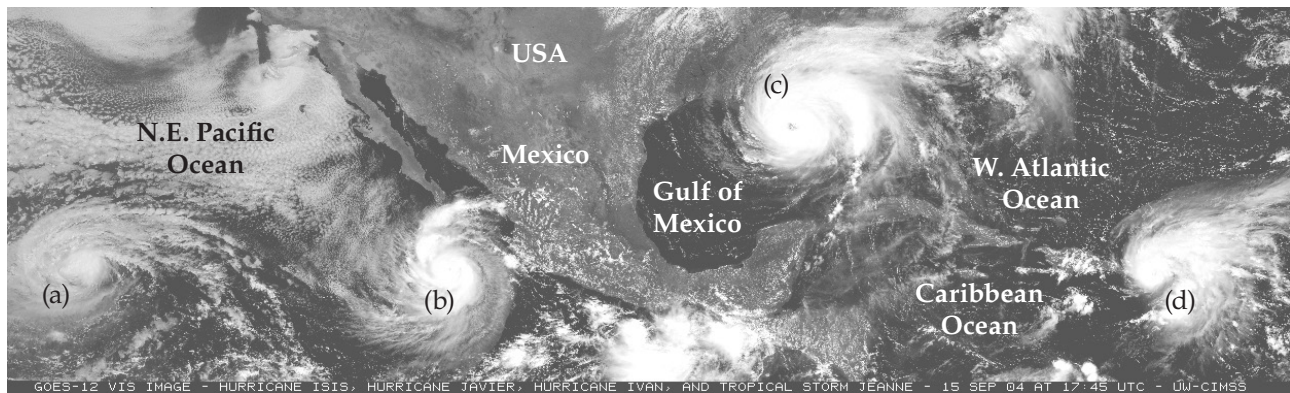 USA
(c)
N.E. Pacific
Ocean
Mexico
W. Atlantic
Ocean
Gulf of
Mexico
(a)
(b)
Caribbean
Ocean
(d)
GOES-12 VIS IMAGE - HURRICANE ISIS, HURRICANE JAVIER, HURRICANE IVAN, AND TROPICAL STORM JEANNE - 15 SEP 04 AT 17:45 UTC - UW-CIMSS